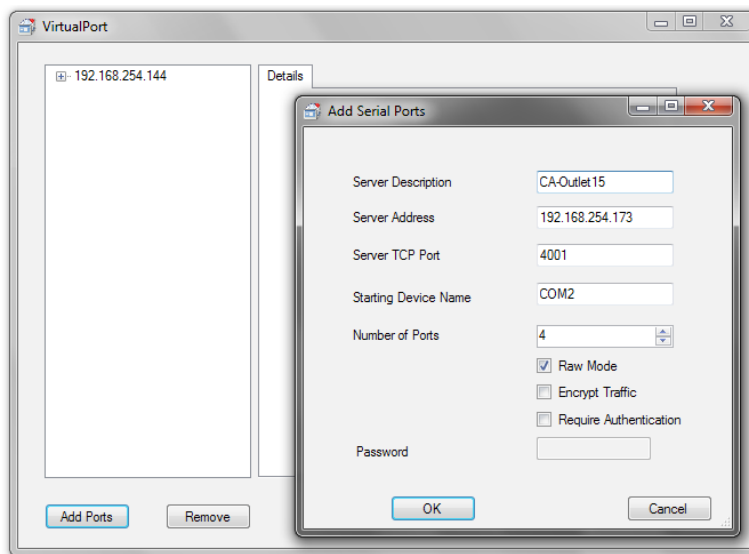 VirtualPort
192.168.254.144
Details
Add Serial Ports
Server Description CA-Outlet15
Server Address 192.168.254.173
Server TCP Port 4001
Starting Device Name COM2
Number of Ports 4
Raw Mode
Encrypt Traffic
Require Authentication
Password
OK Cancel
Add Ports Remove